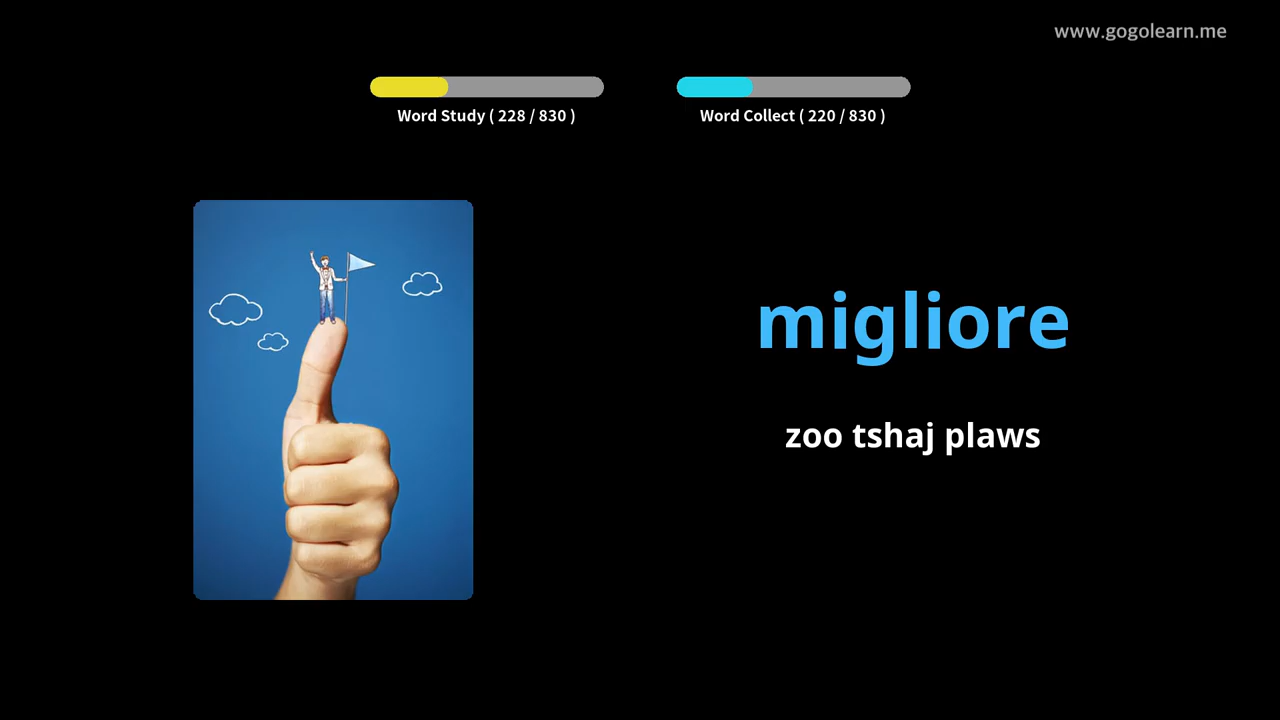 www.gogolearn.me
Word Study ( 228 / 830 )
Word Collect ( 220 / 830 )
migliore
zoo tshaj plaws